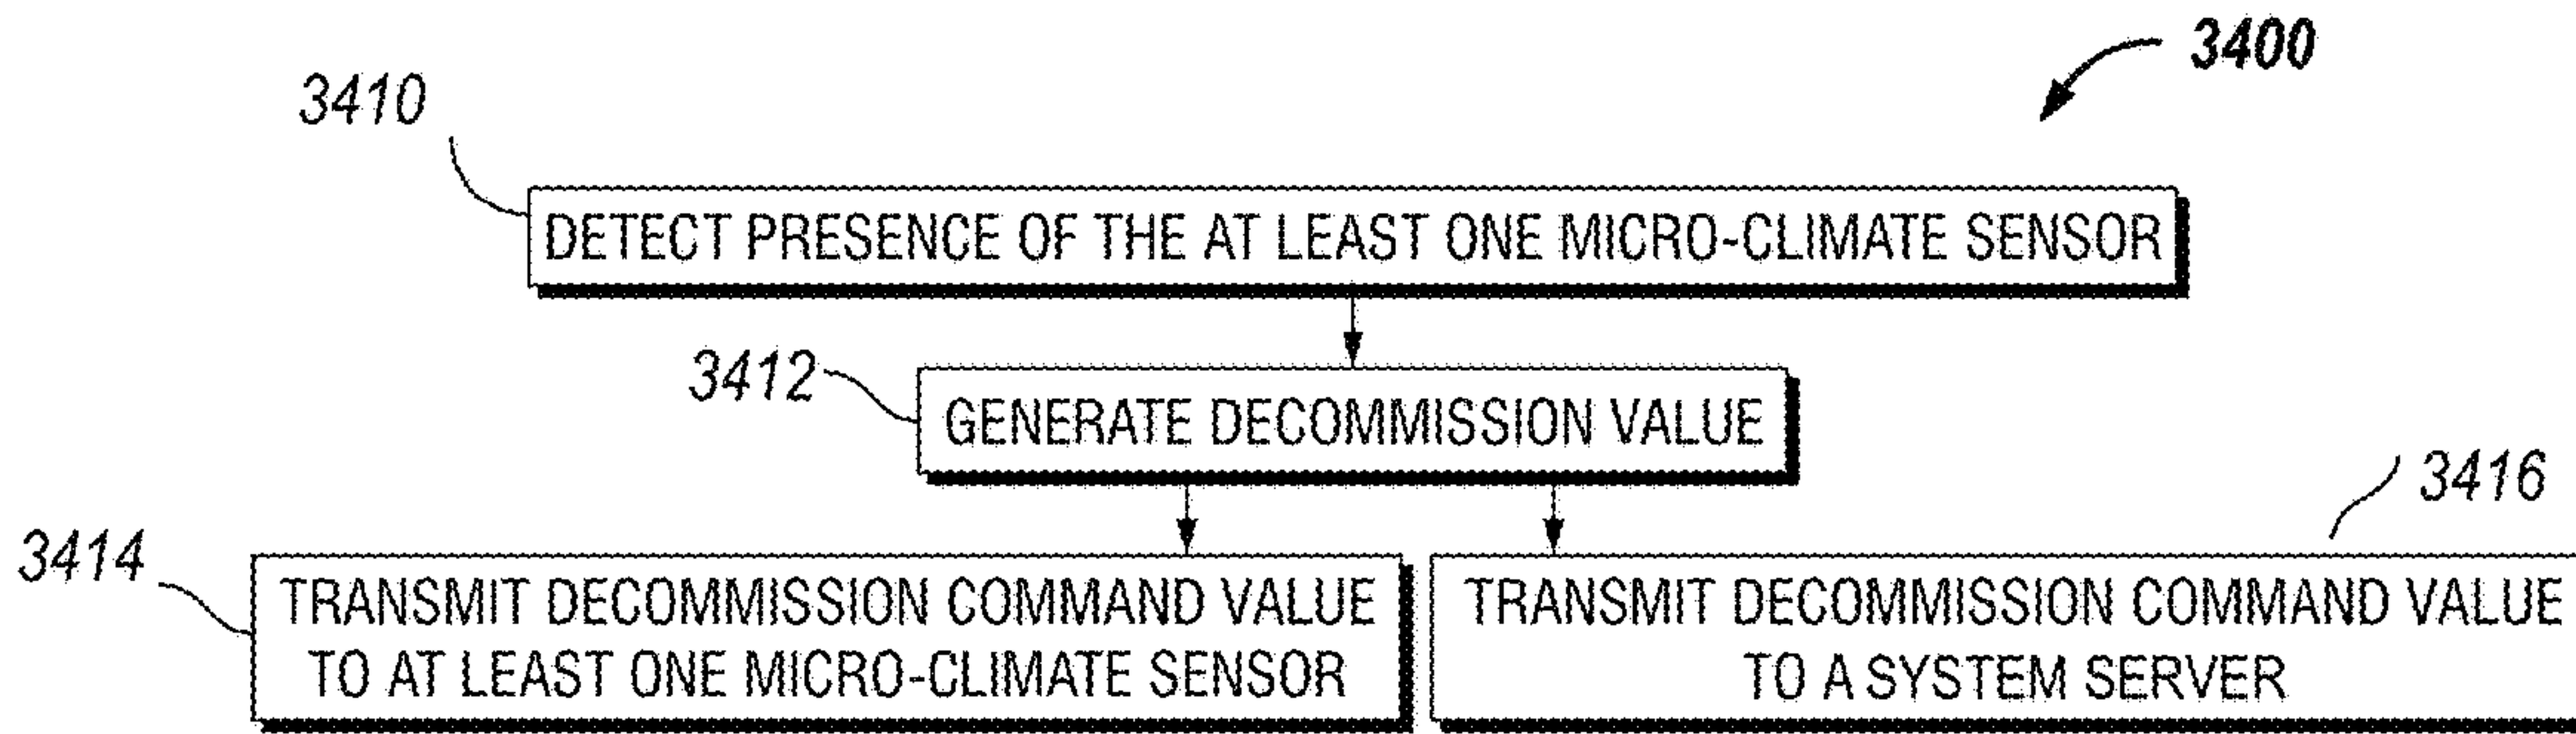 3400
3410
DETECT PRESENCE OF THE AT LEAST ONE MICRO-CLIMATE SENSOR
3412
GENERATE DECOMMISSION VALUE
3416
3414
TRANSMIT DECOMMISSION COMMAND VALUE
TO AT LEAST ONE MICRO-CLIMATE SENSOR
TRANSMIT DECOMMISSION COMMAND VALUE
TO A SYSTEM SERVER